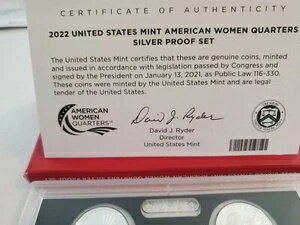 CERTIFICATE OF AUTHENTICITY
2022 UNITED STATES MINT AMERICAN WOMEN QUARTERS
SILVER PROOF SET
The United States Mint certifies that these are genuine coins, minted
and issued in accordance with legislation passed by Congress and
signed by the President on January 13, 2021, as Public Law 116-330.
These coins were minted by the United States Mint and are legal
tender of the United States.
AMERICAN
WOMEN
QUARTERS™
David J. Ryder
David J. Ryder
Director
United States Mint